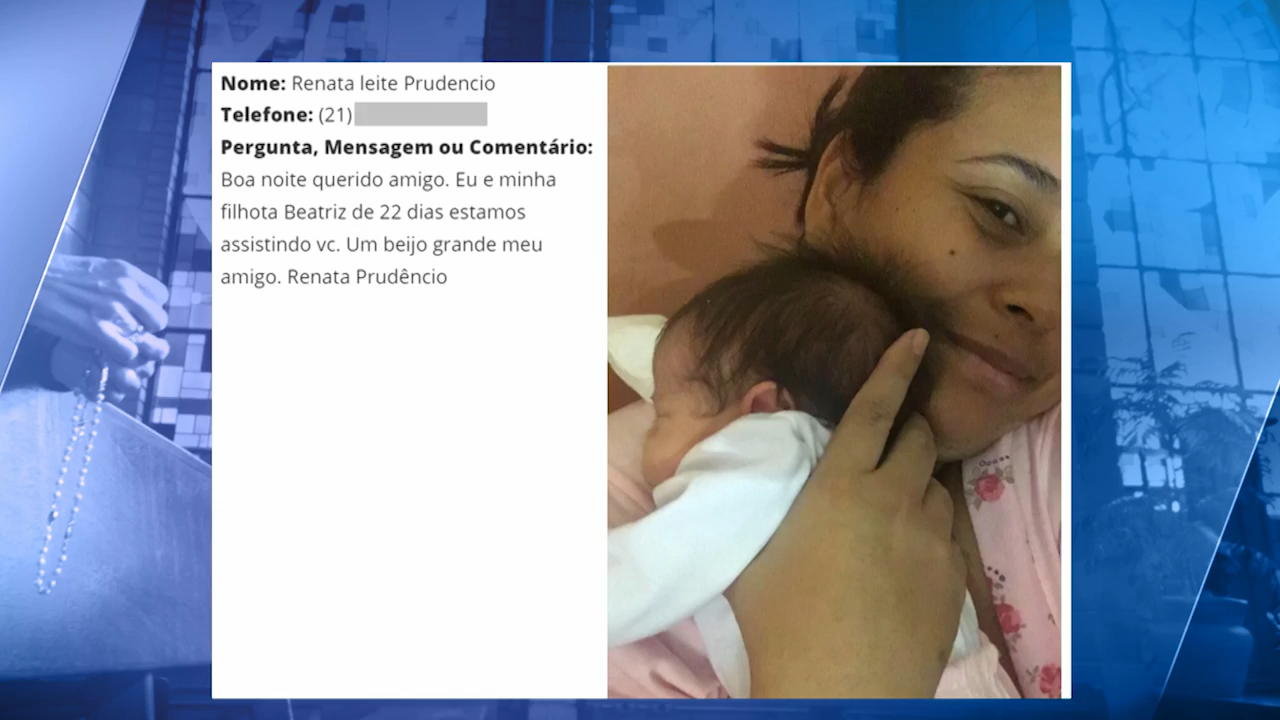 Nome: Renata leite Prudencio
Telefone: (21)
Pergunta, Mensagem ou Comentário:
Boa noite querido amigo. Eu e minha
filhota Beatriz de 22 dias estamos
assistindo vc. Um beijo grande meu
amigo. Renata Prudêncio